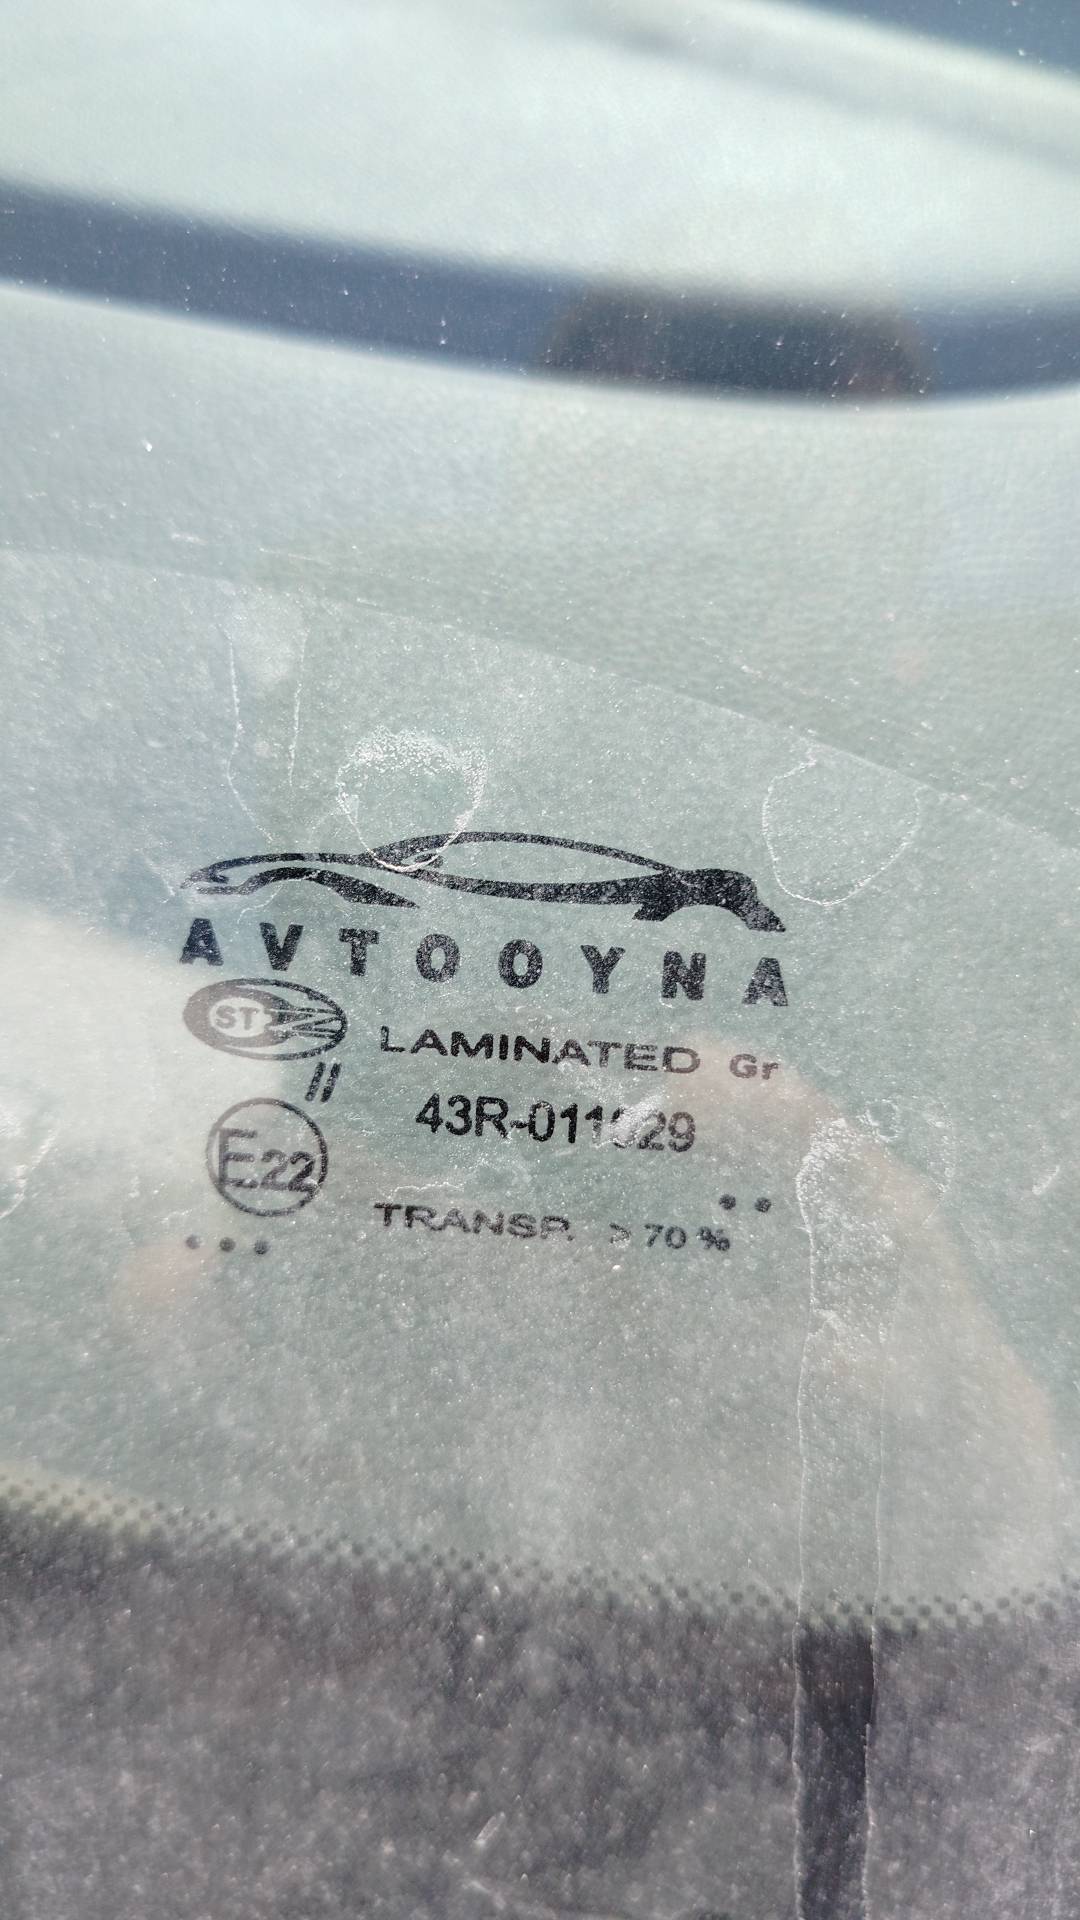 AVTOOYNA
ST
LAMINATED Gr
II
E22
TRANSP. >70%